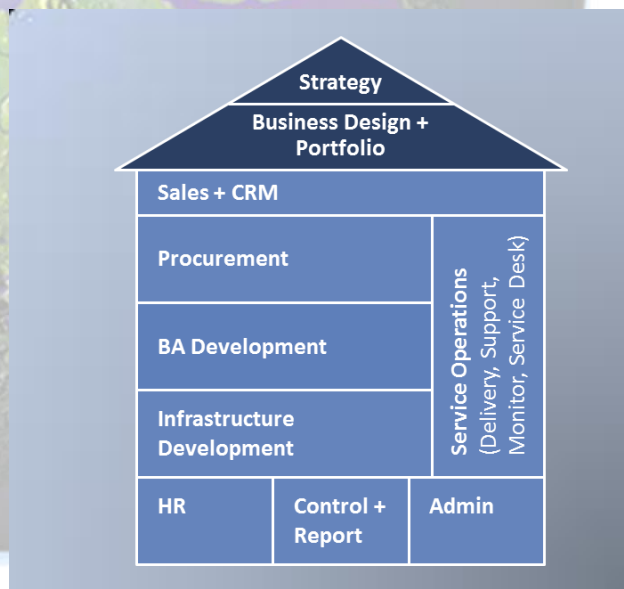 Strategy
Business Design +
Portfolio
Sales + CRM
Procurement
BA Development
Infrastructure
Development
Service Operations
(Delivery, Support,
Monitor, Service Desk)
HR
Control +
Report
Admin